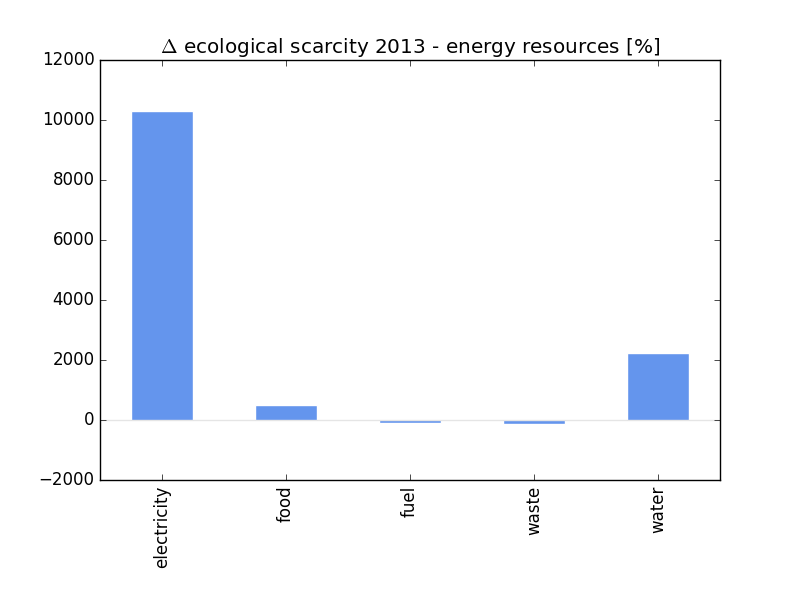 Δ ecological scarcity 2013 - energy resources [%]
12000
10000
8000
6000
4000
2000
0
−2000
electricity
food
fuel
waste
water